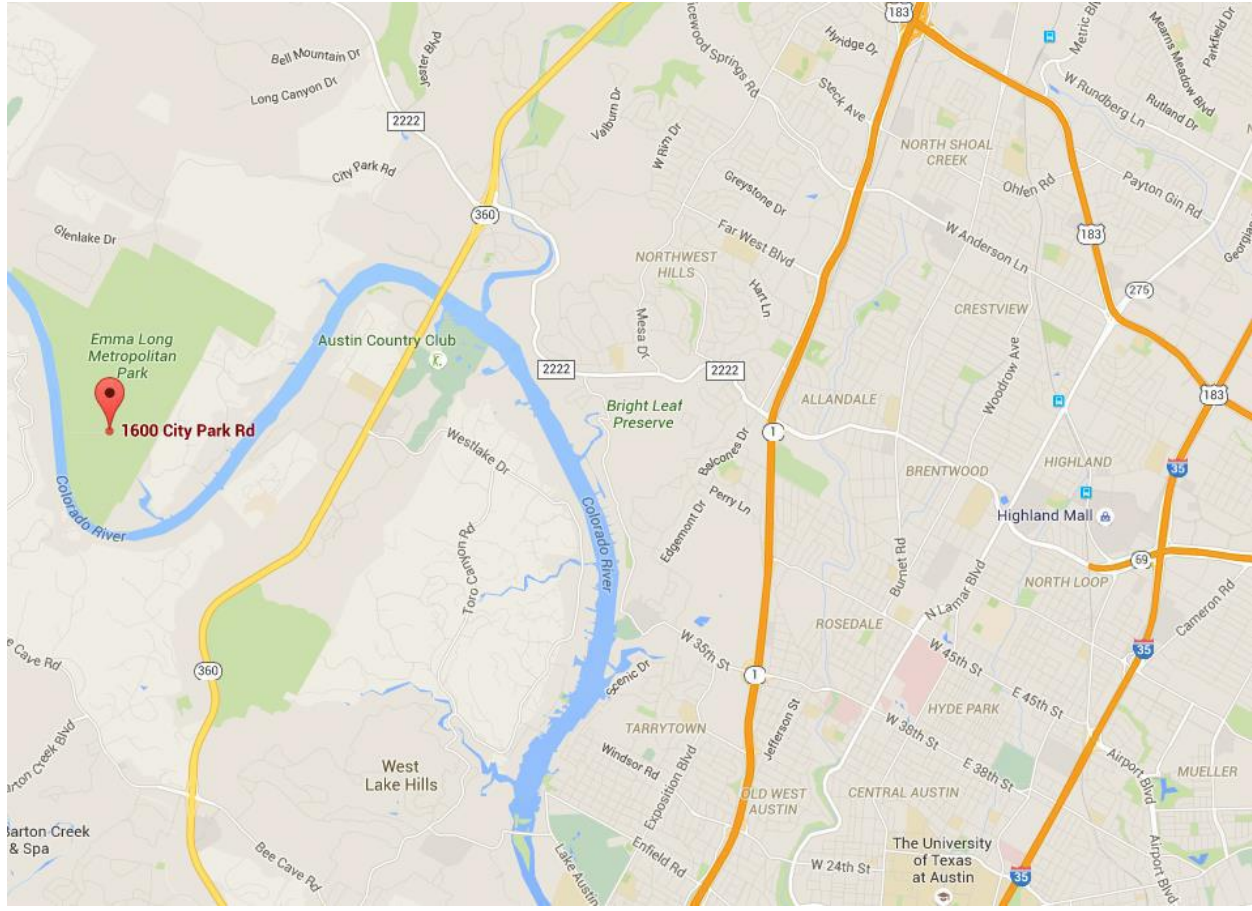 183
Metric Blv
Mearns
Meadow Blvd
Parkfield Dr
icewood Springs Rd
Hyridge Dr
Jester Blvd
Bell Mountain Dr
Long Canyon Dr
Steck Ave
W Rundberg Ln
Rutland Dr
2222
Valburn Dr
W Rim Dr
NORTH SHOAL
CREEK
City Park Rd
Greystone Dr
Ohlen Rd
Payton Gin Rd
360
Glenlake Dr
Far West Blvd
W Anderson Ln
183
Georgian
NORTHWEST
HILLS
Hart Ln
275
CRESTVIEW
Emma Long
Metropolitan
Park
Austin Country Club
Mesa Dr
Woodrow Ave
2222
2222
183
Bright Leaf
Preserve
ALLANDALE
1600 City Park Rd
1
Westlake Dr
Balcones Dr
BRENTWOOD
HIGHLAND
35
Colorado River
Perry Ln
Colorado River
Edgemont Dr
Highland Mall
Toro Canyon Rd
Burnet Rd
N Lamar Blvd
69
NORTH LOOP
Cameron Rd
ROSEDALE
W 35th St
W 45th St
35
e Cave Rd
360
Scenic Dr
1
E 45th St
Jefferson St
HYDE PARK
TARRYTOWN
W 38th St
arton Creek Blvd
Windsor Rd
Exposition Blvd
E 38th St
Airport Blvd
West
Lake Hills
MUELLER
OLD WEST
AUSTIN
CENTRAL AUSTIN
Barton Creek
& Spa
Bee Cave Rd
Lake Austin
Enfield Rd
W 24th St
The University
of Texas
at Austin
35
Airport Blvd